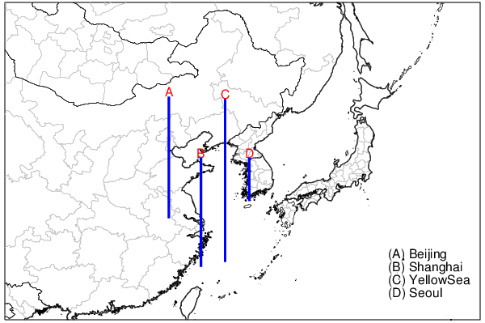 A
C
B
D
(A) Beijing
(B) Shanghai
(C) YellowSea
(D) Seoul